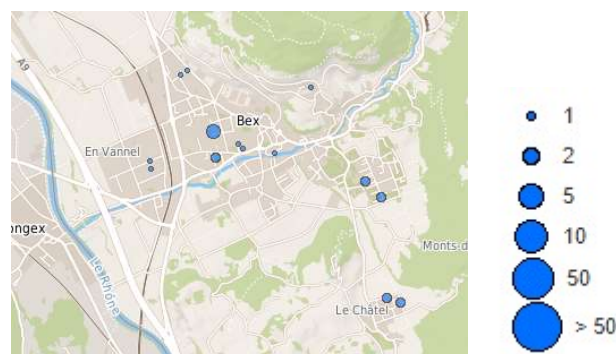 A9
Bex
En Vannel
ongex
Le Rhône
Monts-d
Le Châtel
1
2
5
10
50
> 50